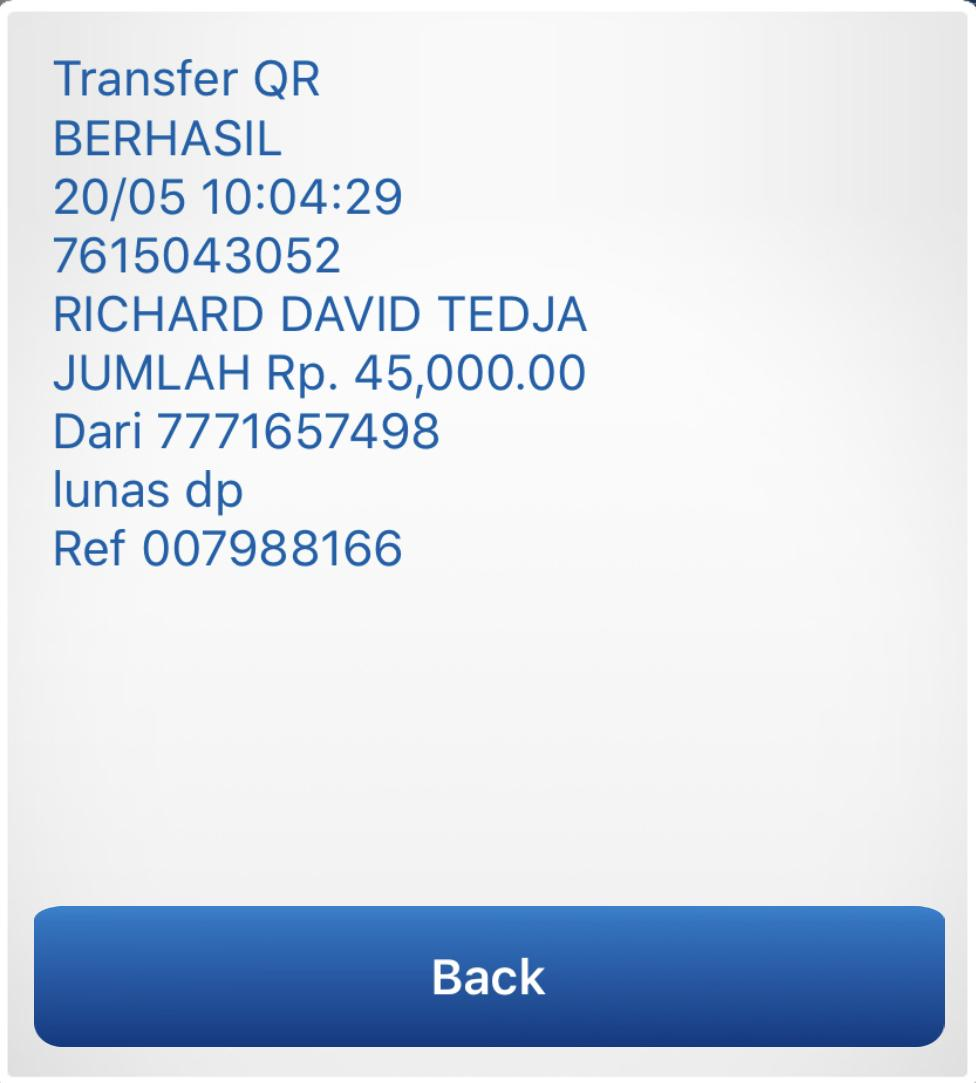 Transfer QR
BERHASIL
20/05 10:04:29
7615043052
RICHARD DAVID TEDJA
JUMLAH Rp. 45,000.00
Dari 7771657498
lunas dp
Ref 007988166
Back